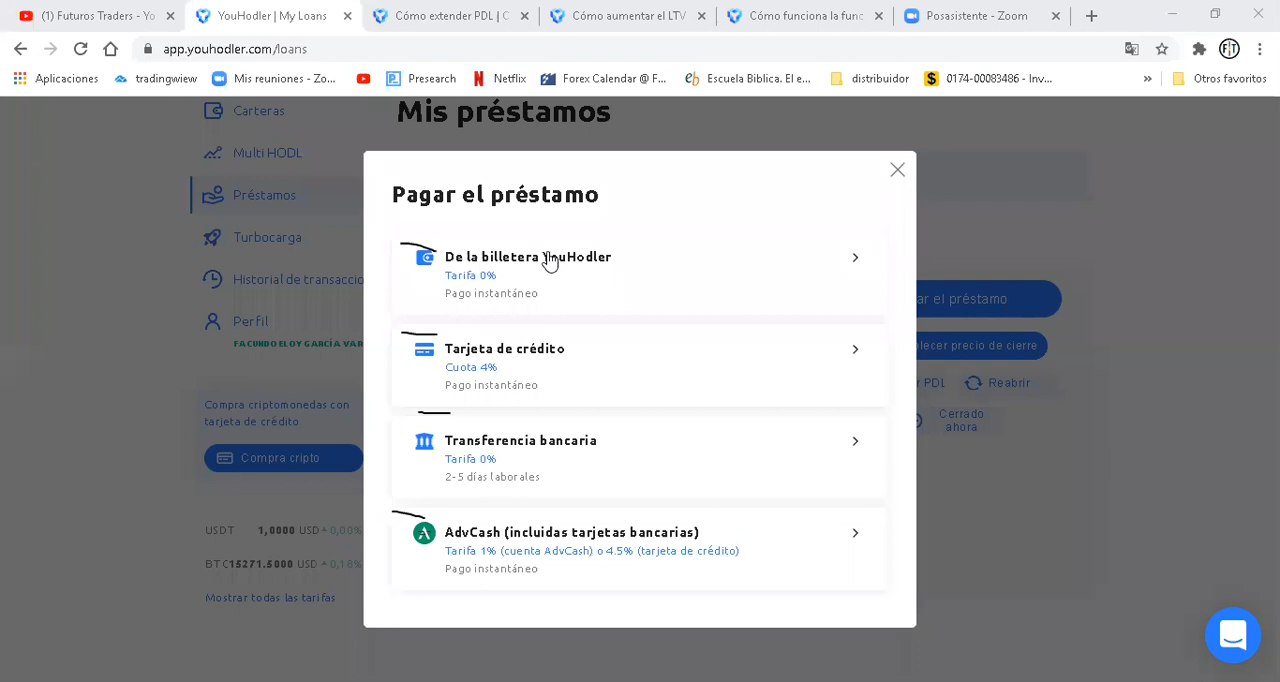 (1) Futuros Traders - Yo
YouHodler | My Loans
Cómo extender PDL | C
Cómo aumentar el LTV
Cómo funciona la func
Posasistente - Zoom
app.youhodler.com/loans
Aplicaciones
tradingwiew
Mis reuniones - Zo...
Presearch
Netflix
Forex Calendar @ F...
Escuela Biblica. El e...
distribuidor
0174-00083486 - Inv...
»
Otros favoritos
Carteras
Multi HODL
Préstamos
Turbocarga
Historial de transaccio
Perfil
FACUNDO ELOY GARCÍA VAR
Compra criptomonedas con
tarjeta de crédito
Compra cripto
USDT 1,0000 USD 0,00%
BTC 15271.5000 USD 0,18%
Mostrar todas las tarifas
Mis préstamos
Pagar el préstamo
De la billetera YouHodler
Tarifa 0%
Pago instantáneo
Tarjeta de crédito
Cuota 4%
Pago instantáneo
Transferencia bancaria
Tarifa 0%
2-5 días laborales
AdvCash (incluidas tarjetas bancarias)
Tarifa 1% (cuenta AdvCash) o 4.5% (tarjeta de crédito)
Pago instantáneo
ar el préstamo
lecer precio de cierre
r PDL
Reabrir
Cerrado
ahora